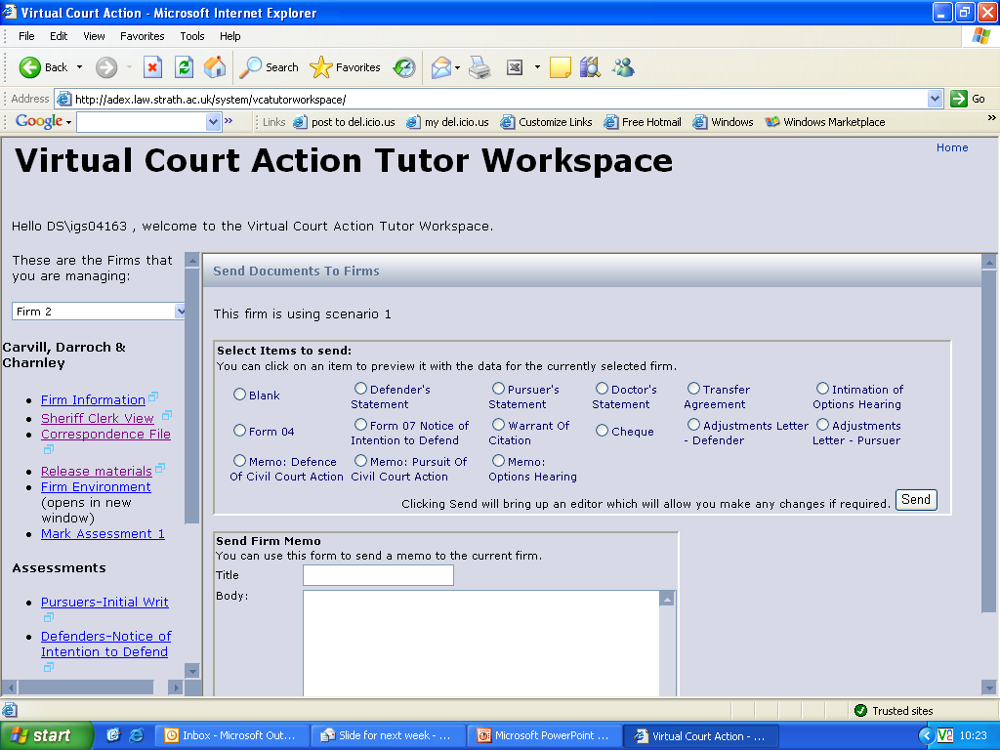 Virtual Court Action - Microsoft Internet Explorer
File Edit View Favorites Tools Help
Back Search Favorites
Address http://adex.law.strath.ac.uk/system/vcatutorworkspace/ Go
Google Links post to del.icio.us my del.icio.us Customize Links Free Hotmail Windows Windows Marketplace
Virtual Court Action Tutor Workspace
Home
Hello DS\igs04163 , welcome to the Virtual Court Action Tutor Workspace.
These are the Firms that
you are managing:
Firm 2
Carvill, Darroch &
Charnley
Firm Information
Sheriff Clerk View
Correspondence File
Release materials
Firm Environment
(opens in new
window)
Mark Assessment 1
Assessments
Pursuers-Initial Writ
Defenders-Notice of
Intention to Defend
Send Documents To Firms
This firm is using scenario 1
Select Items to send:
You can click on an item to preview it with the data for the currently selected firm.
Blank
Defender's
Statement
Pursuer's
Statement
Doctor's
Statement
Transfer
Agreement
Intimation of
Options Hearing
Form 04
Form 07 Notice of
Intention to Defend
Warrant Of
Citation
Cheque
Adjustments Letter
- Defender
Adjustments
Letter - Pursuer
Memo: Defence
Of Civil Court Action
Memo: Pursuit Of
Civil Court Action
Memo:
Options Hearing
Clicking Send will bring up an editor which will allow you make any changes if required. Send
Send Firm Memo
You can use this form to send a memo to the current firm.
Title
Body:
Trusted sites
start Inbox - Microsoft Out... Slide for next week - ... Microsoft PowerPoint ... Virtual Court Action - ... 10:23